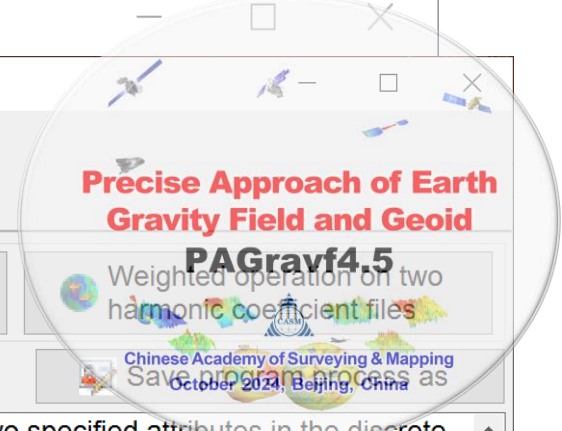 Precise Approach of Earth
Gravity Field and Geoid
PAGravf4.5
Weighted operation on two
harmonic coefficient files
CASM
Chinese Academy of Surveying & Mapping
Save program process as
October 2024, Beijing, China
specified attributes in the discrete